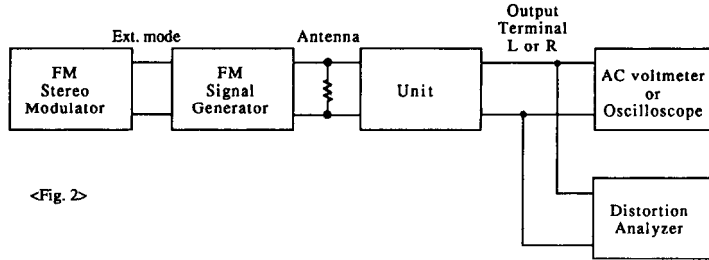 Output
Terminal
L or R
Ext. mode
Antenna
FM
Stereo
Modulator
FM
Signal
Generator
Unit
AC voltmeter
or
Oscilloscope
<Fig. 2>
Distortion
Analyzer